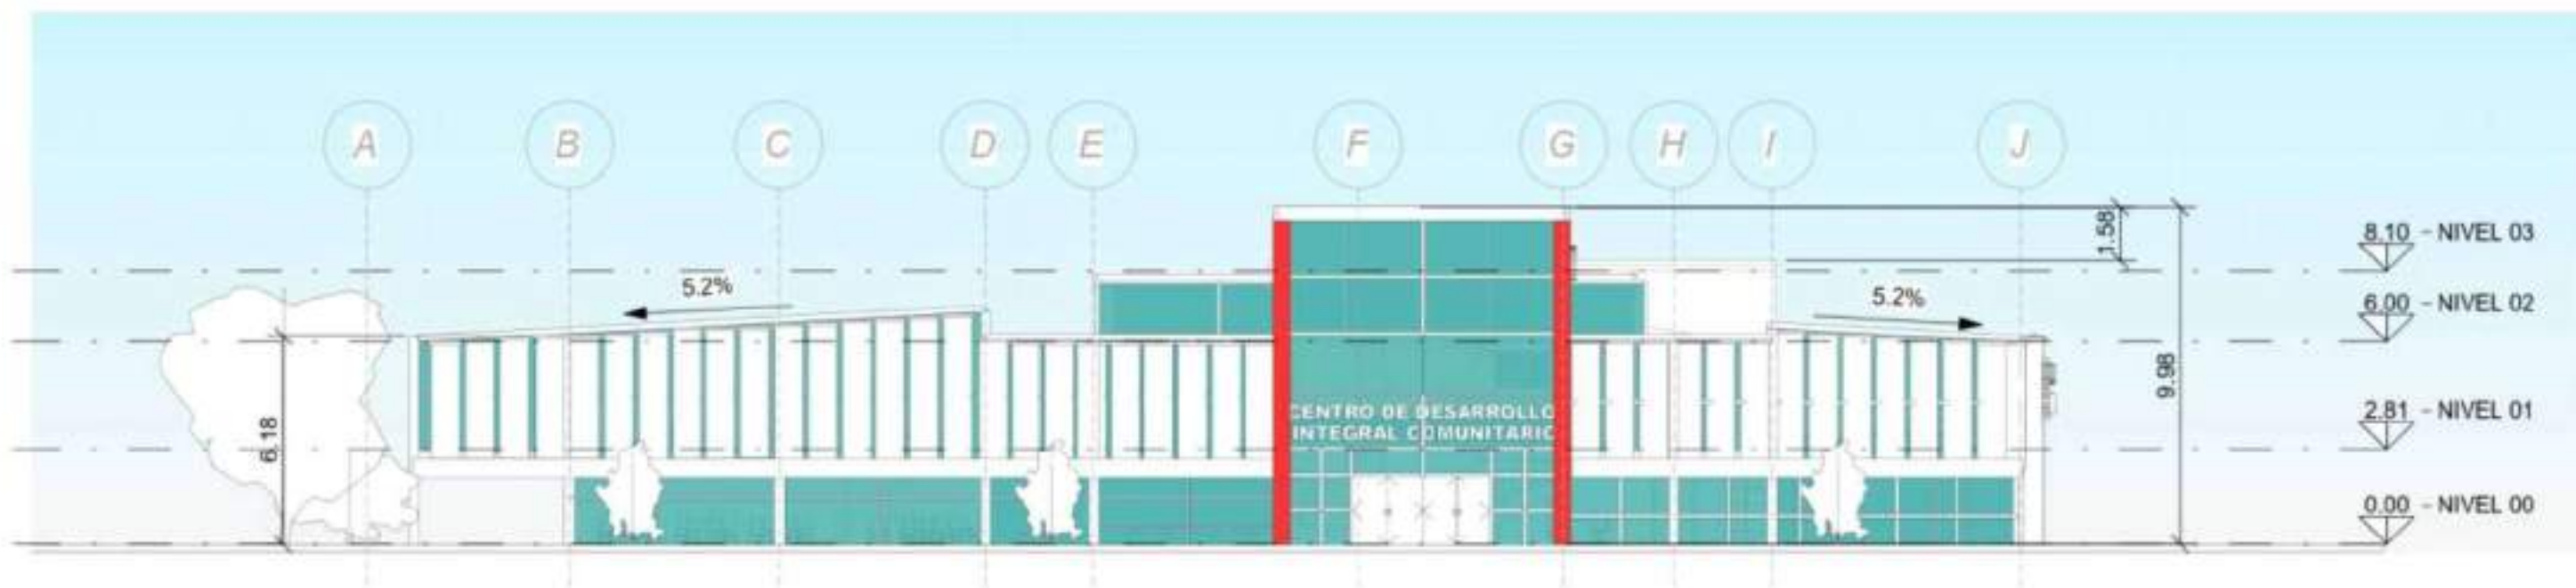 A B C D E F G H I J
1.58
8.10 - NIVEL 03
5.2%
5.2%
6.00 - NIVEL 02
9.98
CENTRO DE DESARROLLO
INTEGRAL COMUNITARIO
2.81 - NIVEL 01
6.18
0.00 - NIVEL 00